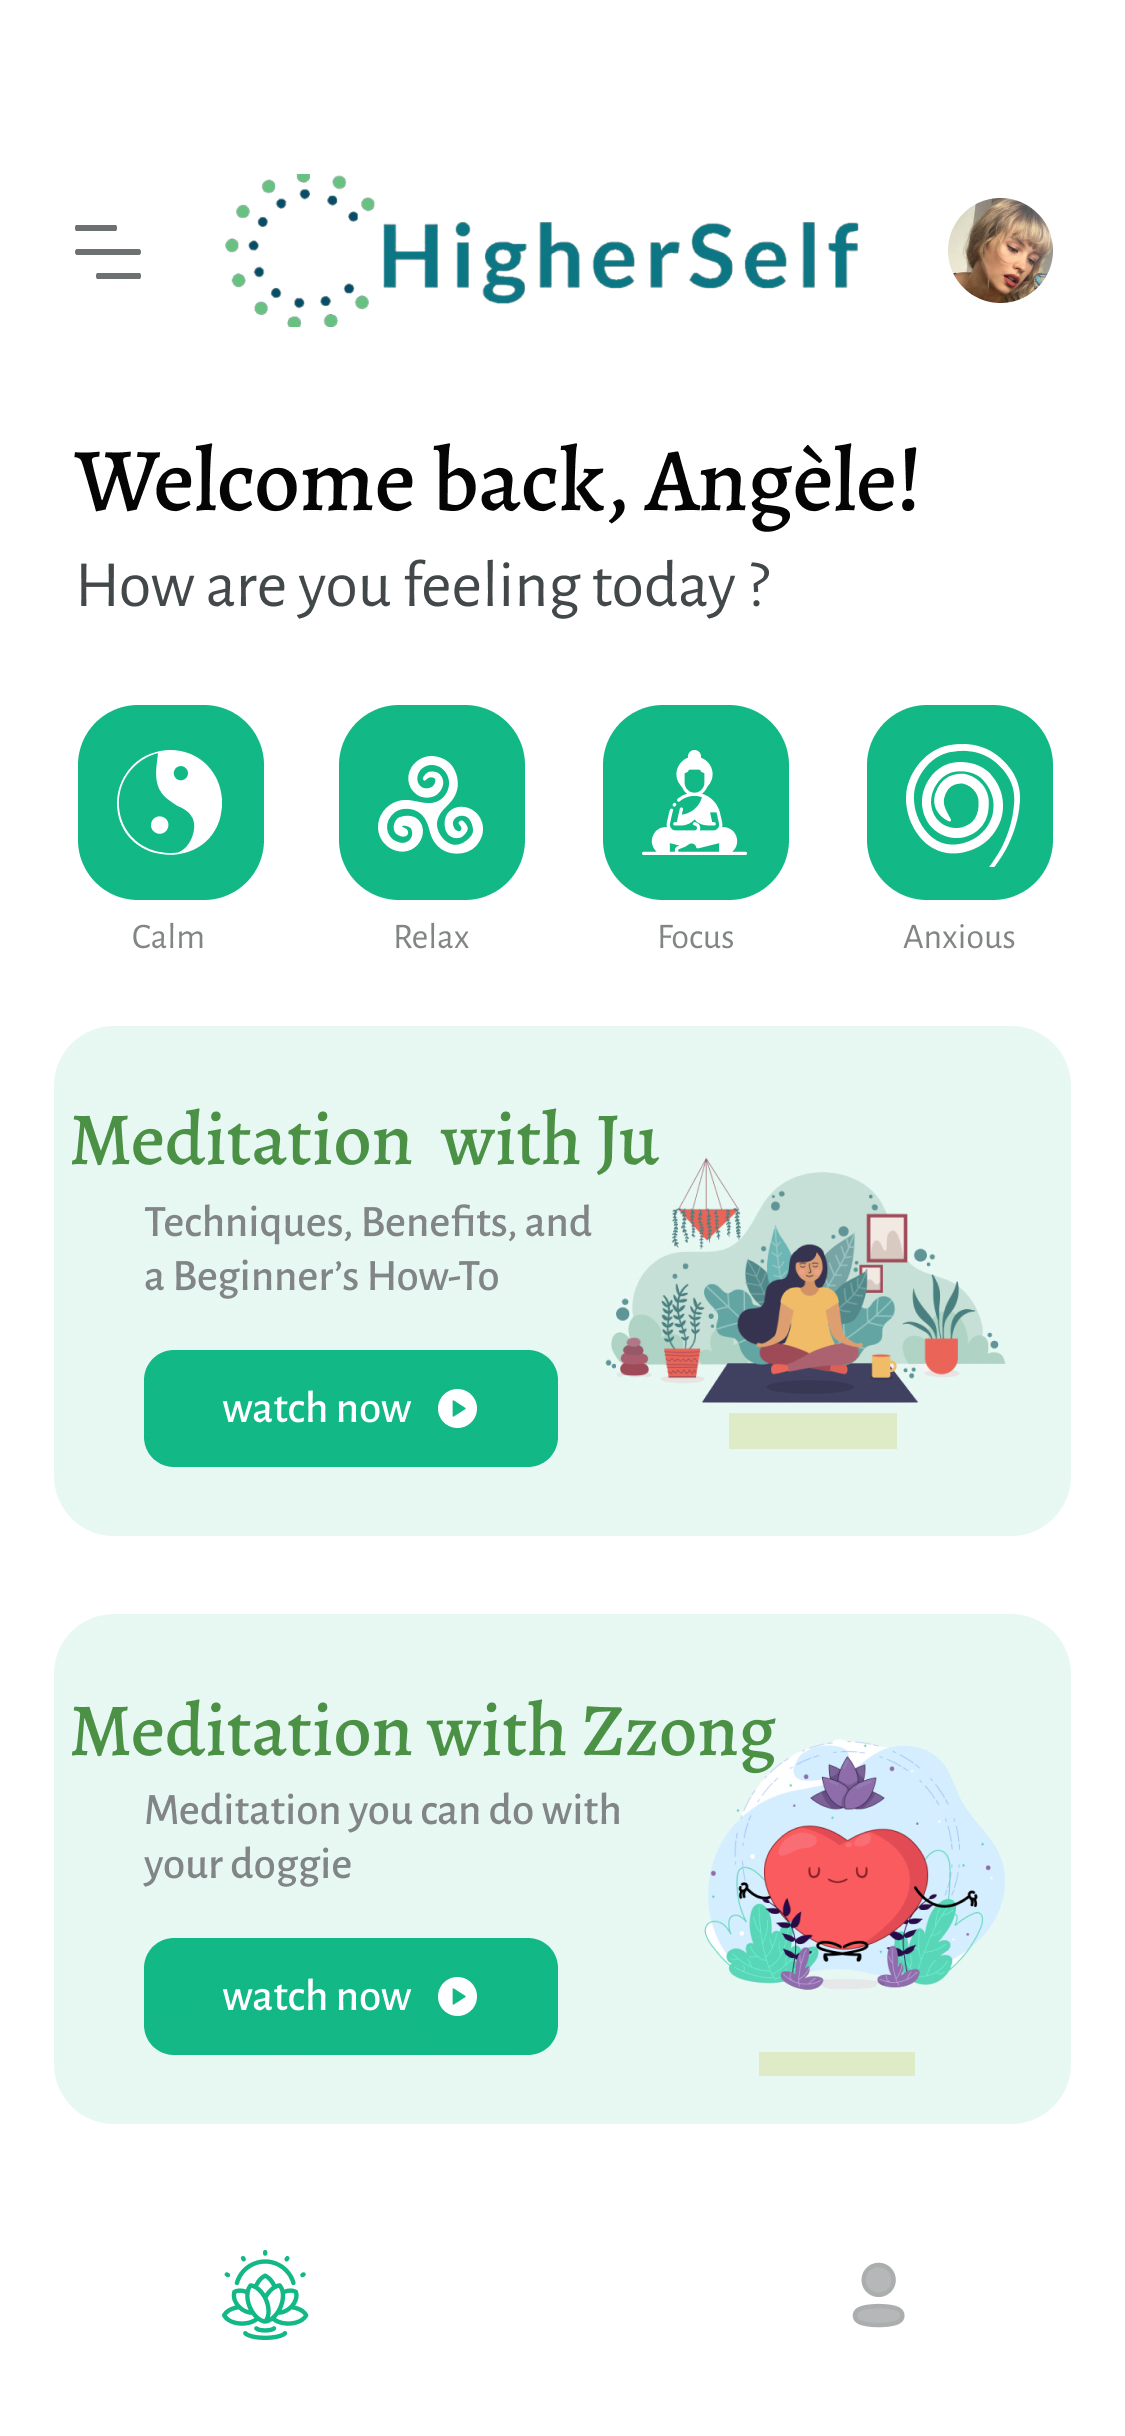 HigherSelf
Welcome back, Angèle!
How are you feeling today ?
Calm
Relax
Focus
Anxious
Meditation  with Ju
Techniques, Benefits, and
a Beginner’s How-To
watch now
Meditation with Zzong
Meditation you can do with
your doggie
watch now